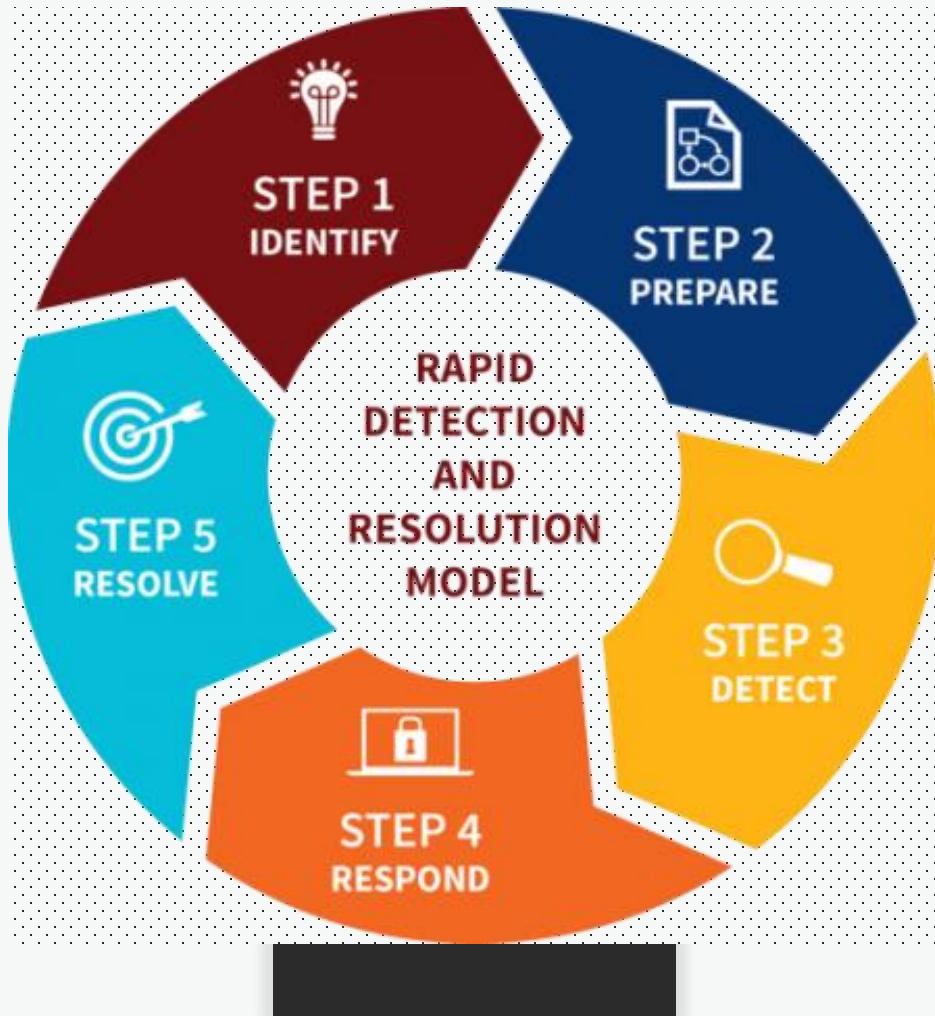 STEP 1
IDENTIFY
STEP 2
PREPARE
RAPID
DETECTION
AND
RESOLUTION
MODEL
STEP 3
DETECT
STEP 4
RESPOND
STEP 5
RESOLVE